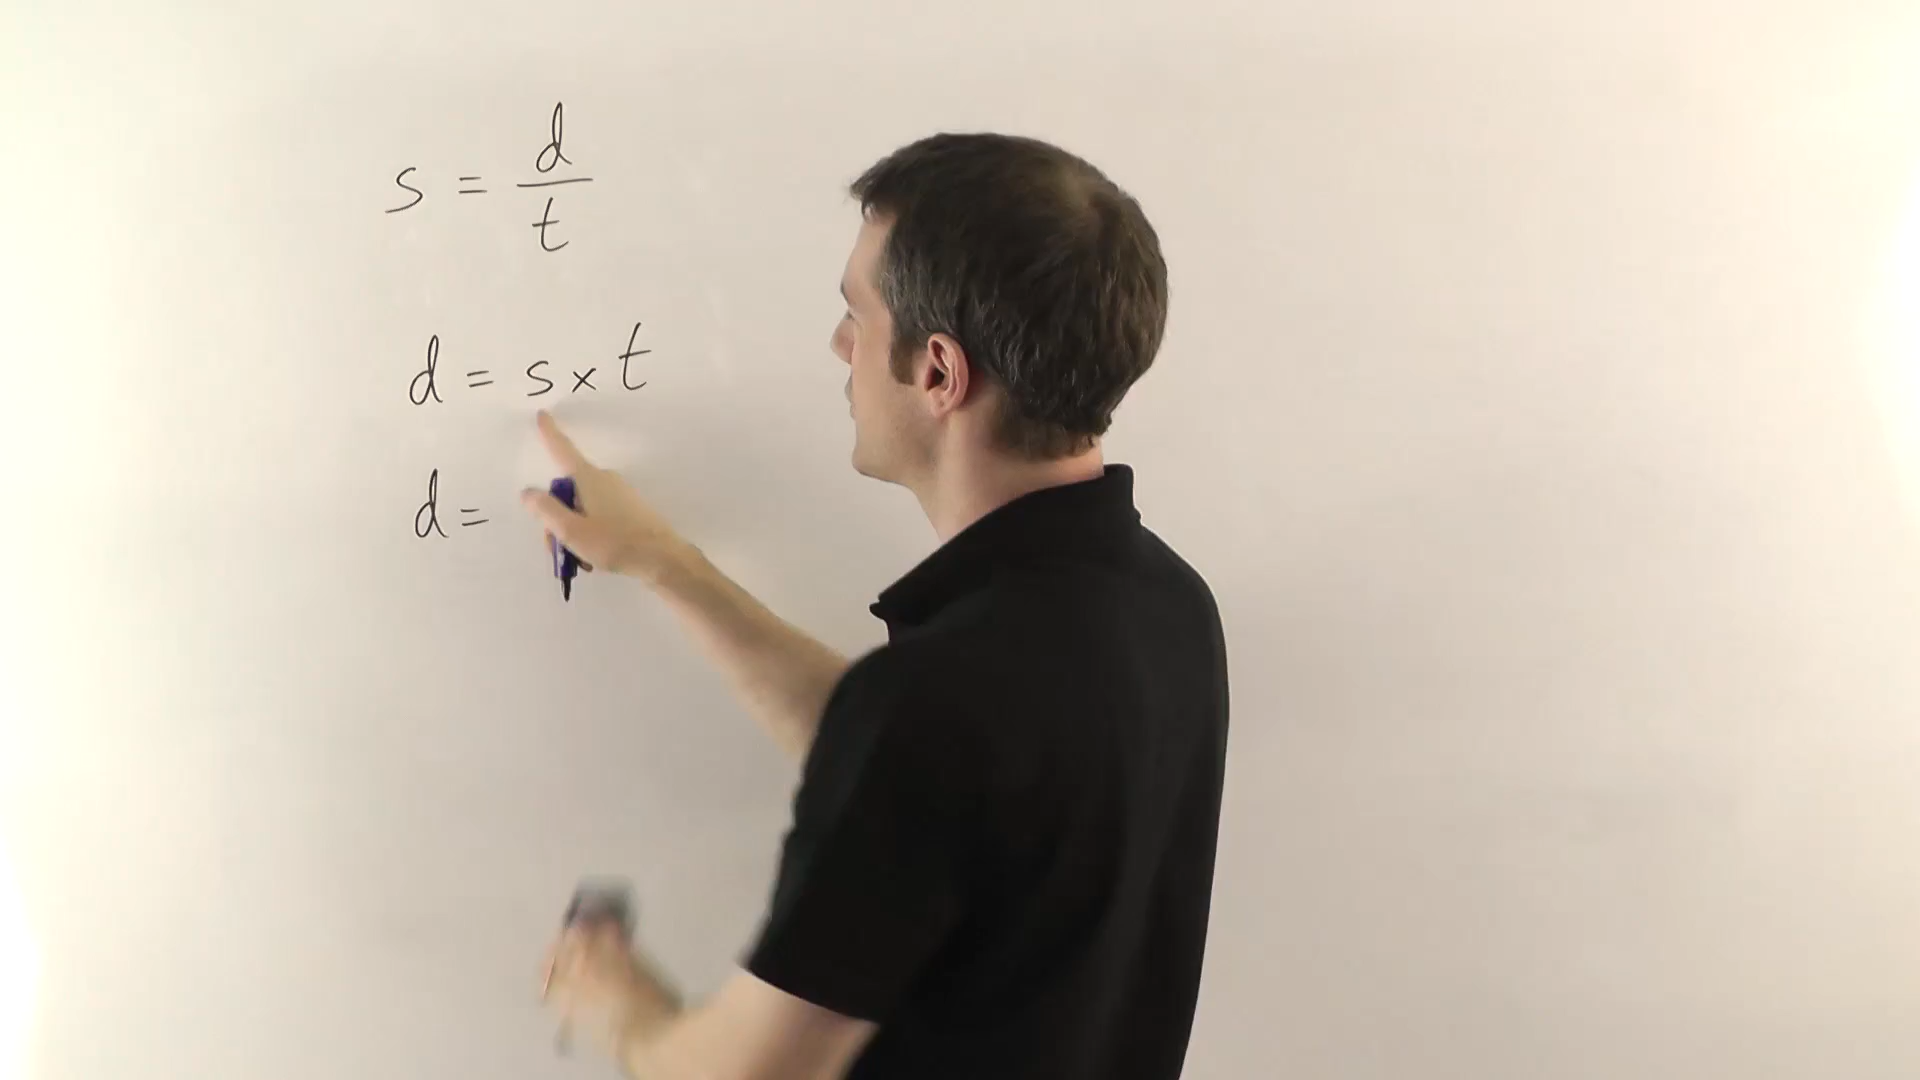 s = d/t
d = s × t
d =